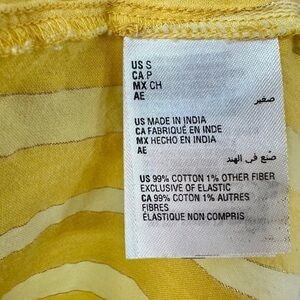 US S
CA P
MX CH
AE صغير
US MADE IN INDIA
CA FABRIQUÉ EN INDE
MX HECHO EN INDIA
AE صنع في الهند
US 99% COTTON 1% OTHER FIBER
EXCLUSIVE OF ELASTIC
CA 99% COTON 1% AUTRES
FIBRES
ÉLASTIQUE NON COMPRIS